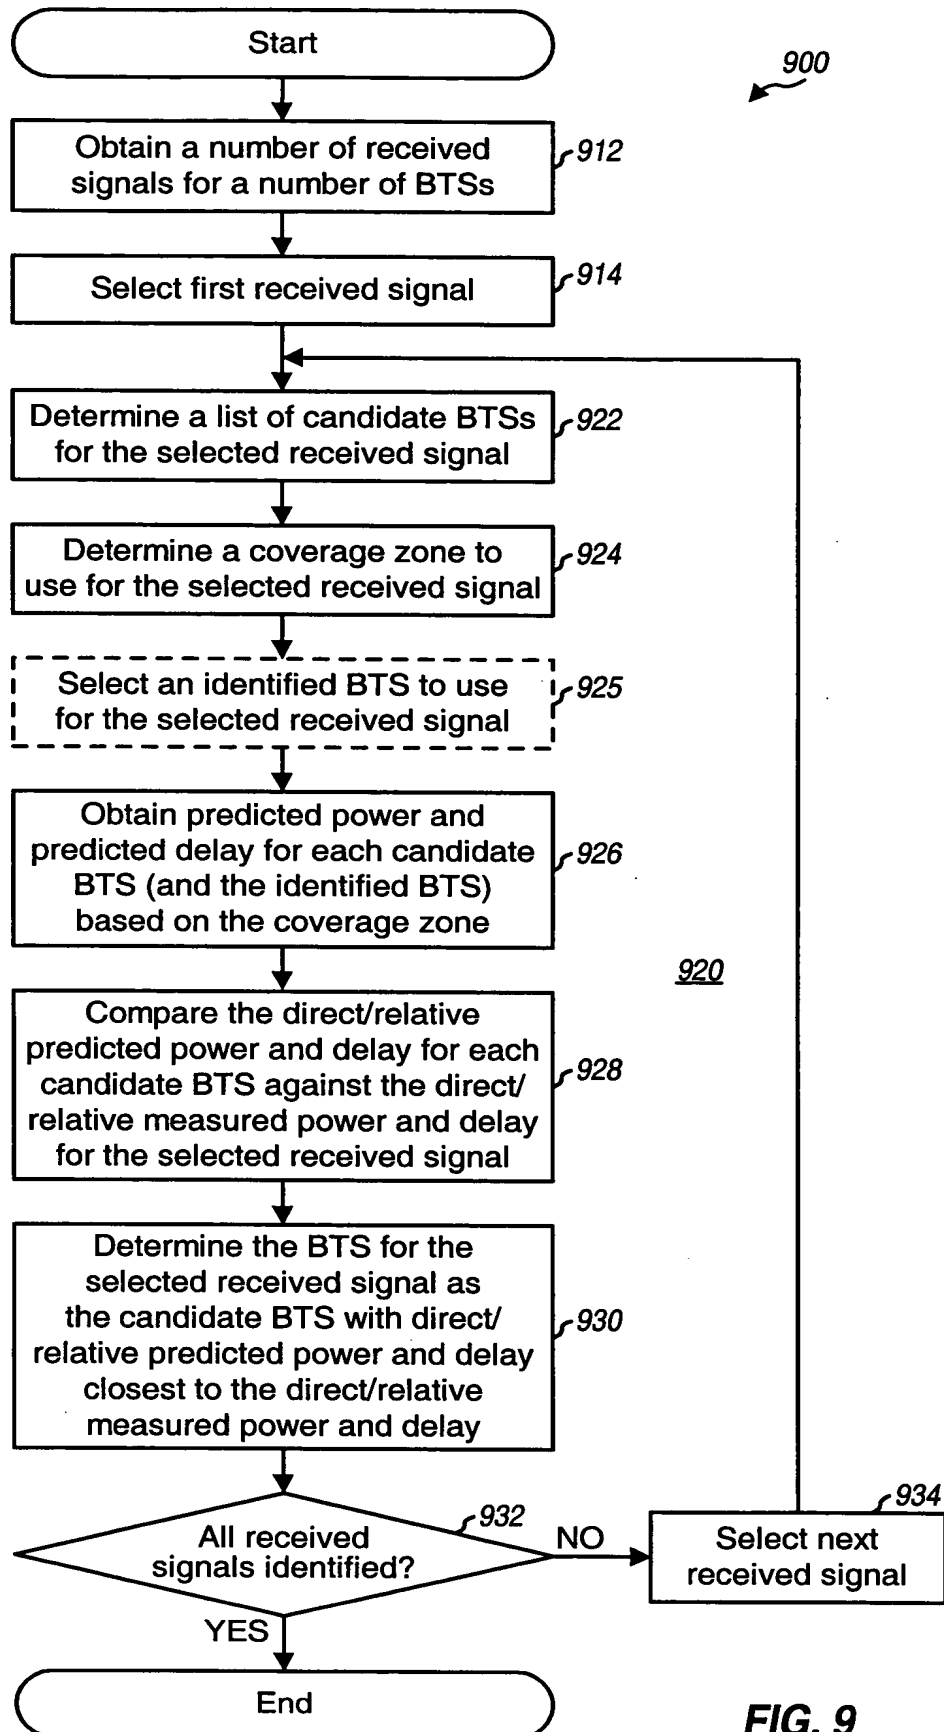 Start
900
Obtain a number of received
signals for a number of BTSs
912
Select first received signal
914
Determine a list of candidate BTSs
for the selected received signal
922
Determine a coverage zone to
use for the selected received signal
924
Select an identified BTS to use
for the selected received signal
925
Obtain predicted power and
predicted delay for each candidate
BTS (and the identified BTS)
based on the coverage zone
926
920
Compare the direct/relative
predicted power and delay for each
candidate BTS against the direct/
relative measured power and delay
for the selected received signal
928
Determine the BTS for the
selected received signal as
the candidate BTS with direct/
relative predicted power and delay
closest to the direct/relative
measured power and delay
930
All received
signals identified?
932
NO
Select next
received signal
934
YES
End
FIG. 9